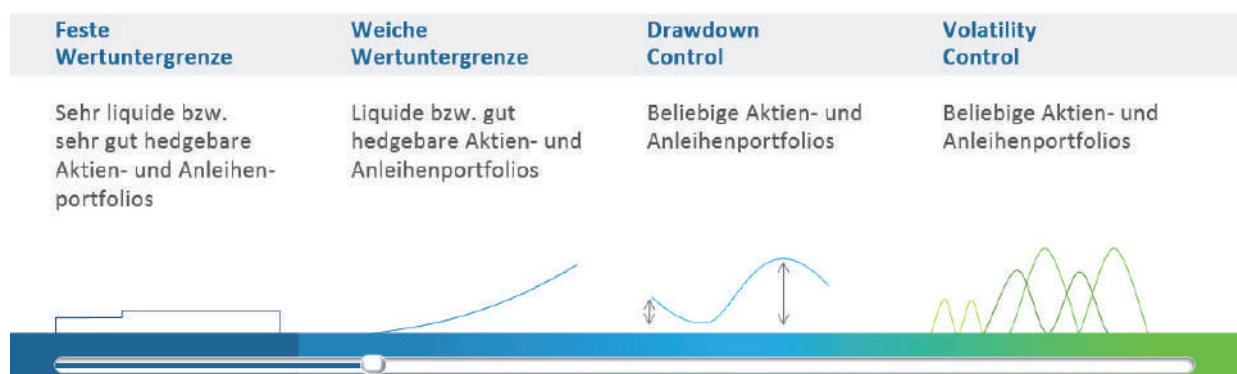 Feste
Wertuntergrenze
Weiche
Wertuntergrenze
Drawdown
Control
Volatility
Control
Sehr liquide bzw.
sehr gut hedgebare
Aktien- und Anleihen-
portfolios
Liquide bzw. gut
hedgebare Aktien- und
Anleihenportfolios
Beliebige Aktien- und
Anleihenportfolios
Beliebige Aktien- und
Anleihenportfolios